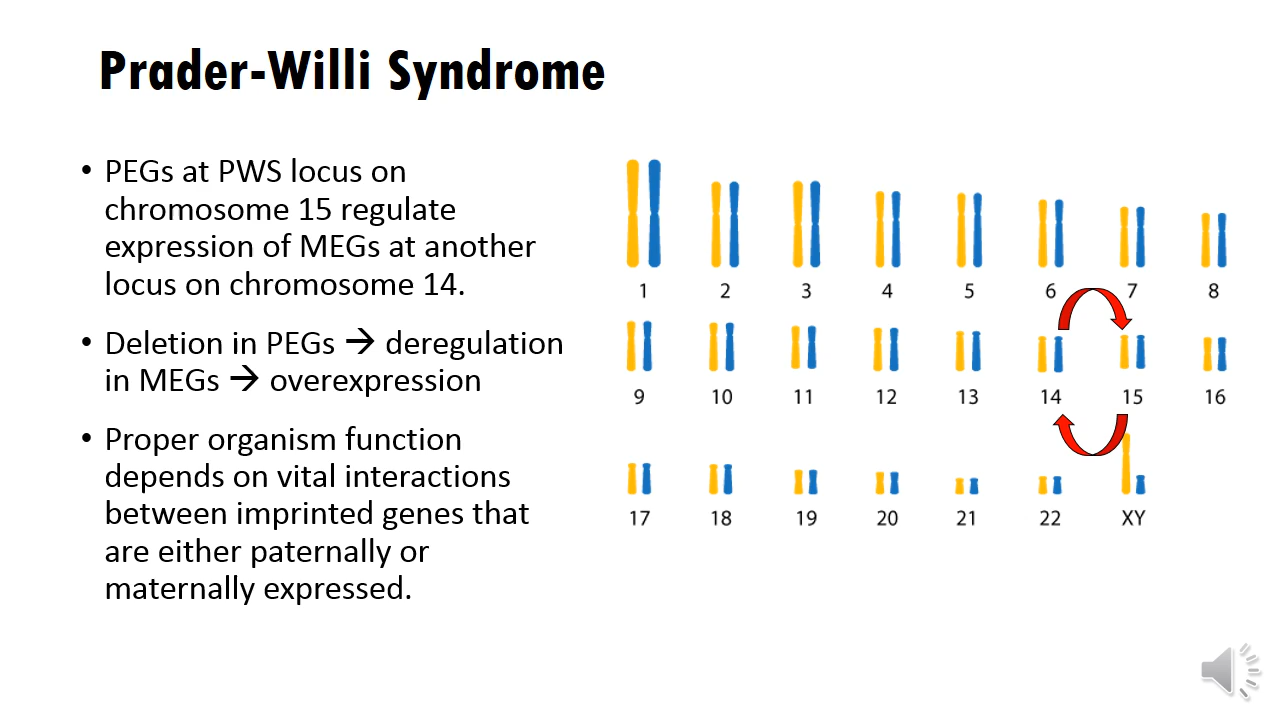 Prader-Willi Syndrome
• PEGs at PWS locus on
chromosome 15 regulate
expression of MEGs at another
locus on chromosome 14.
• Deletion in PEGs → deregulation
in MEGs → overexpression
• Proper organism function
depends on vital interactions
between imprinted genes that
are either paternally or
maternally expressed.
1 2 3 4 5 6 7 8
9 10 11 12 13 14 15 16
17 18 19 20 21 22 XY